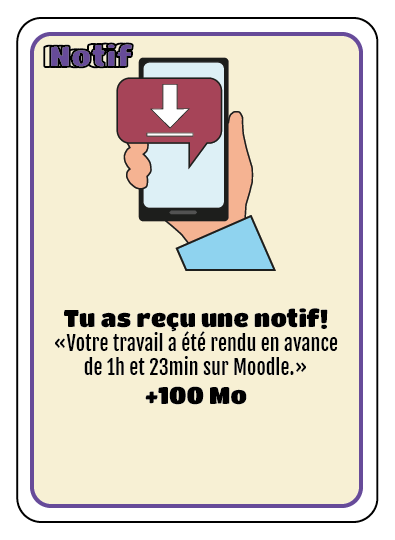 Notif
Tu as reçu une notif!
«Votre travail a été rendu en avance
de 1h et 23min sur Moodle.»
+100 Mo